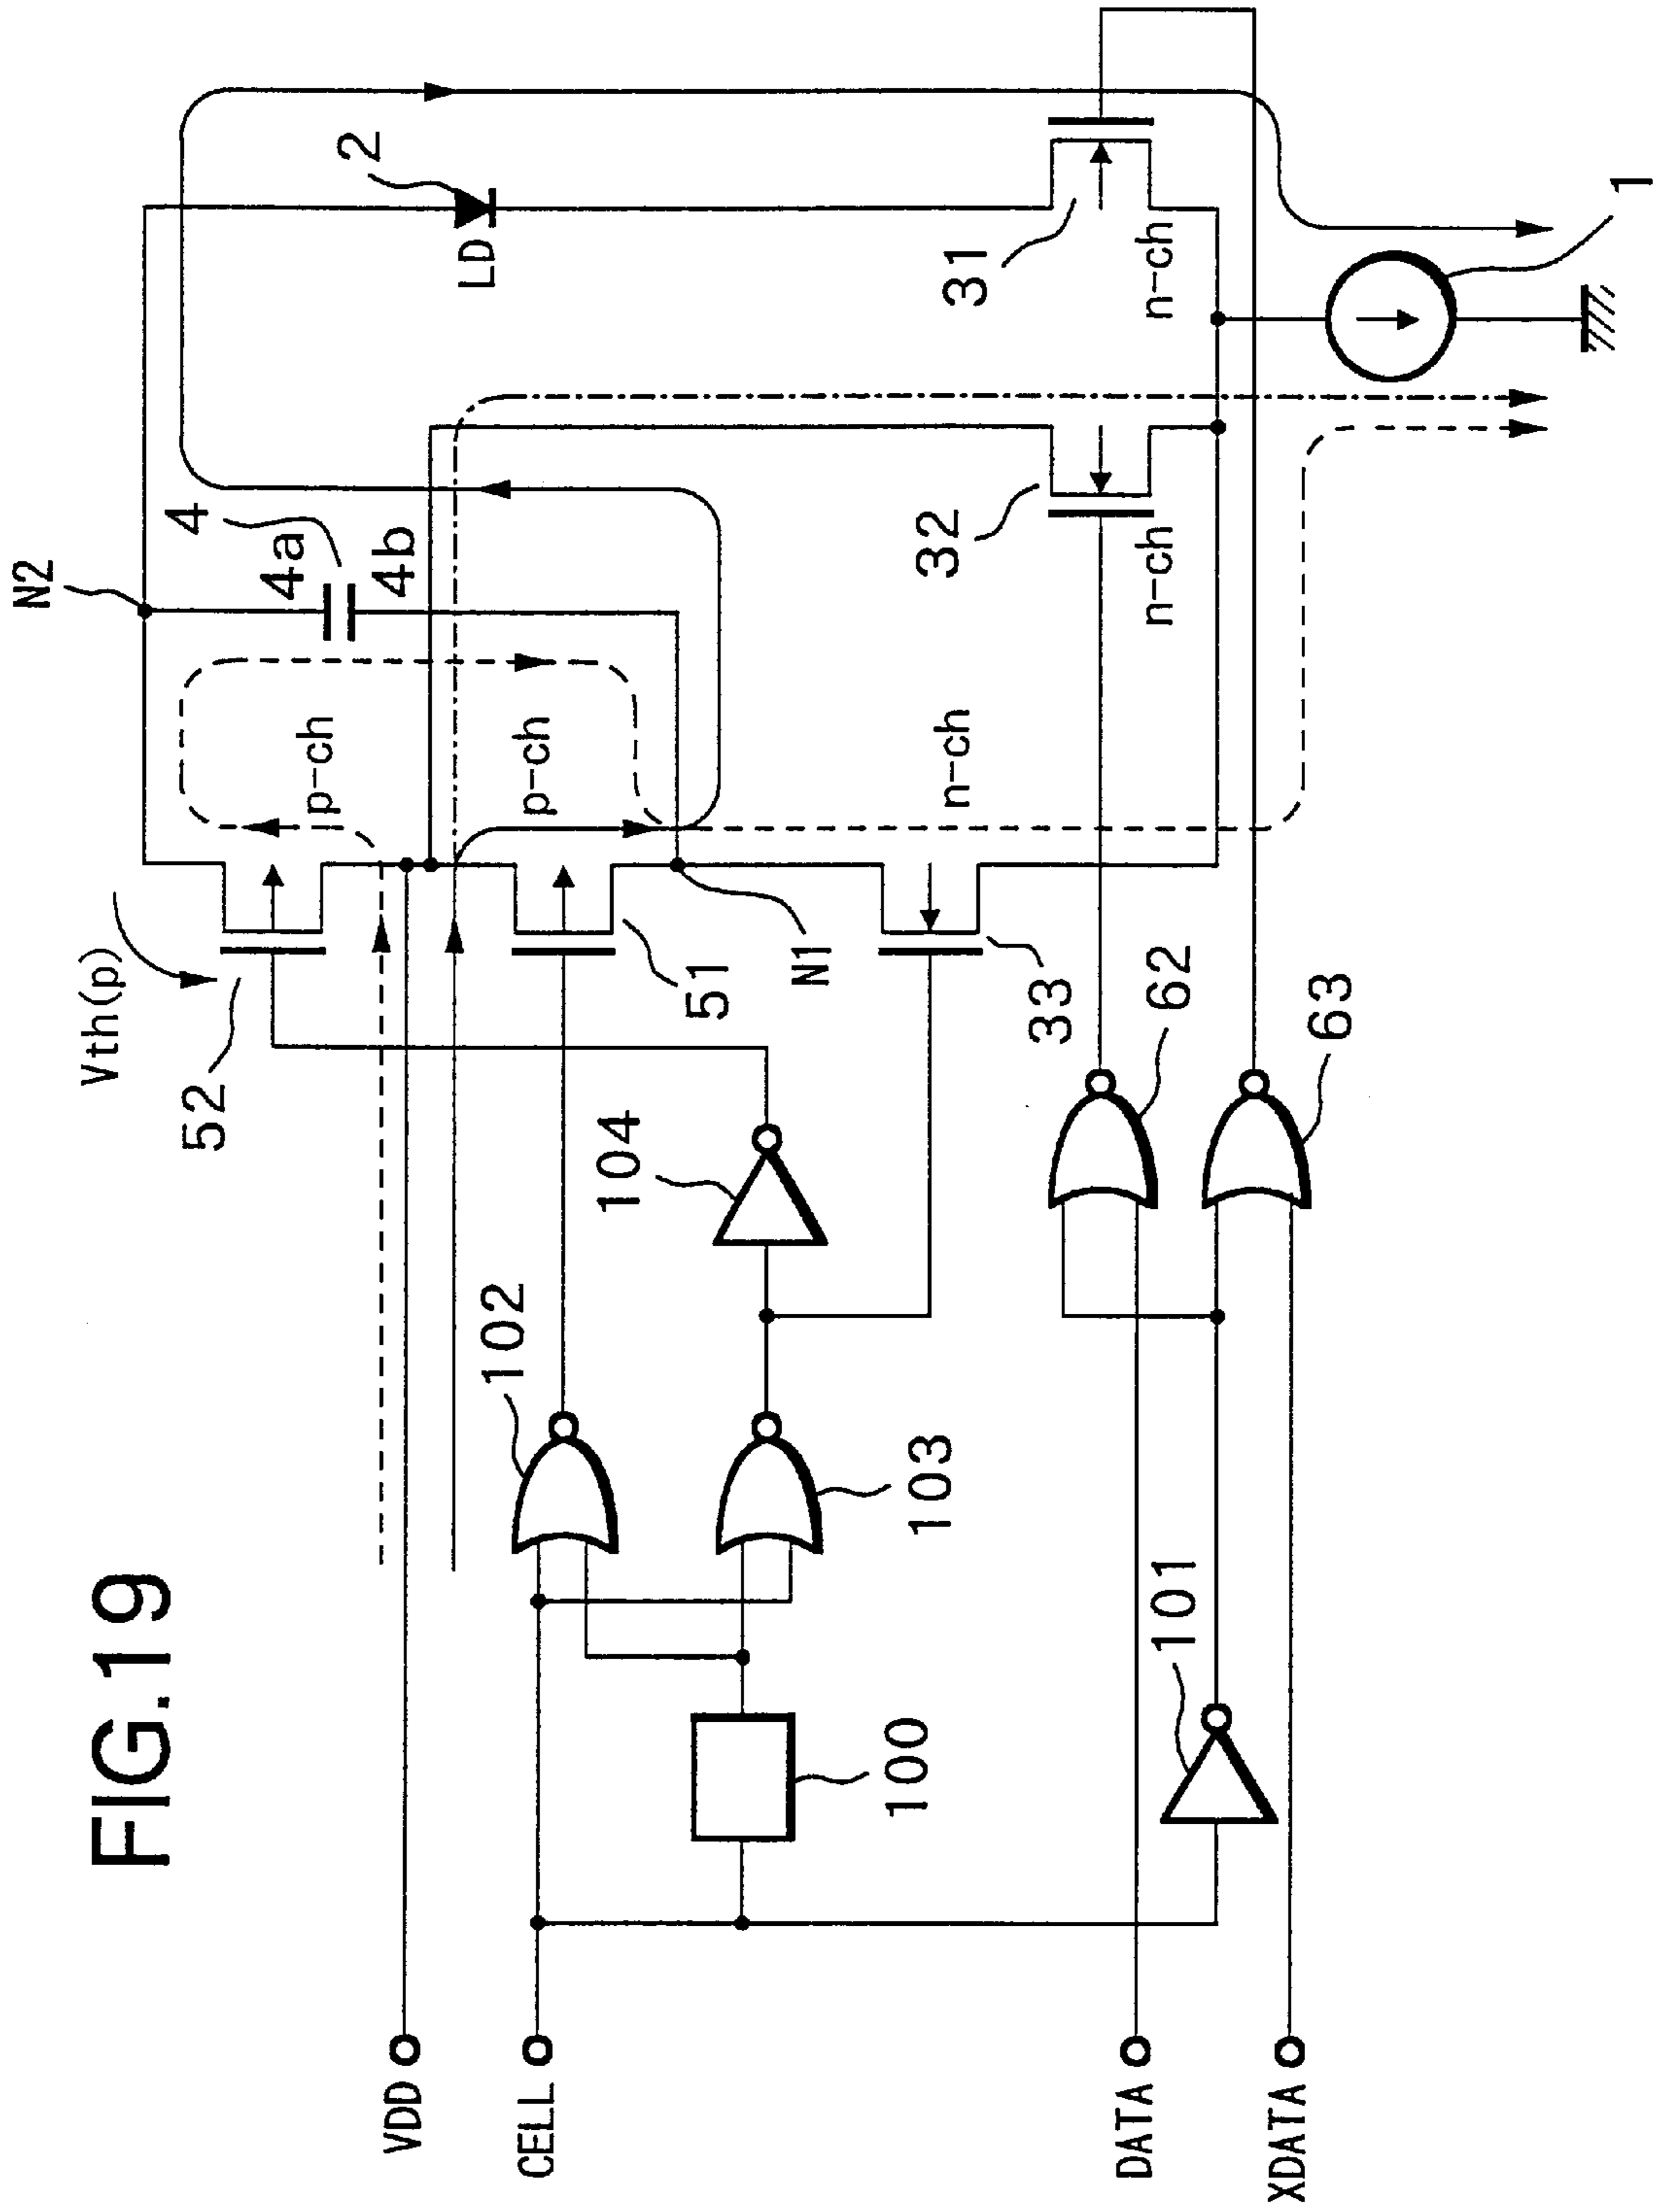 FIG.19
VDD
CELL
DATA
XDATA
100
101
102
103
104
62
63
Vth(p)
52
p-ch
51
p-ch
N1
33
n-ch
N2
4
4a
4b
32
n-ch
LD
2
31
n-ch
1